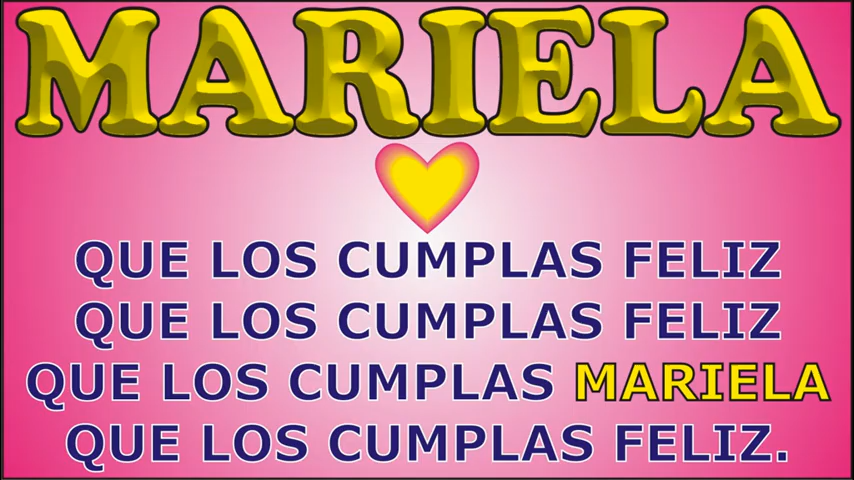 MARIELA
QUE LOS CUMPLAS FELIZ
QUE LOS CUMPLAS FELIZ
QUE LOS CUMPLAS MARIELA
QUE LOS CUMPLAS FELIZ.